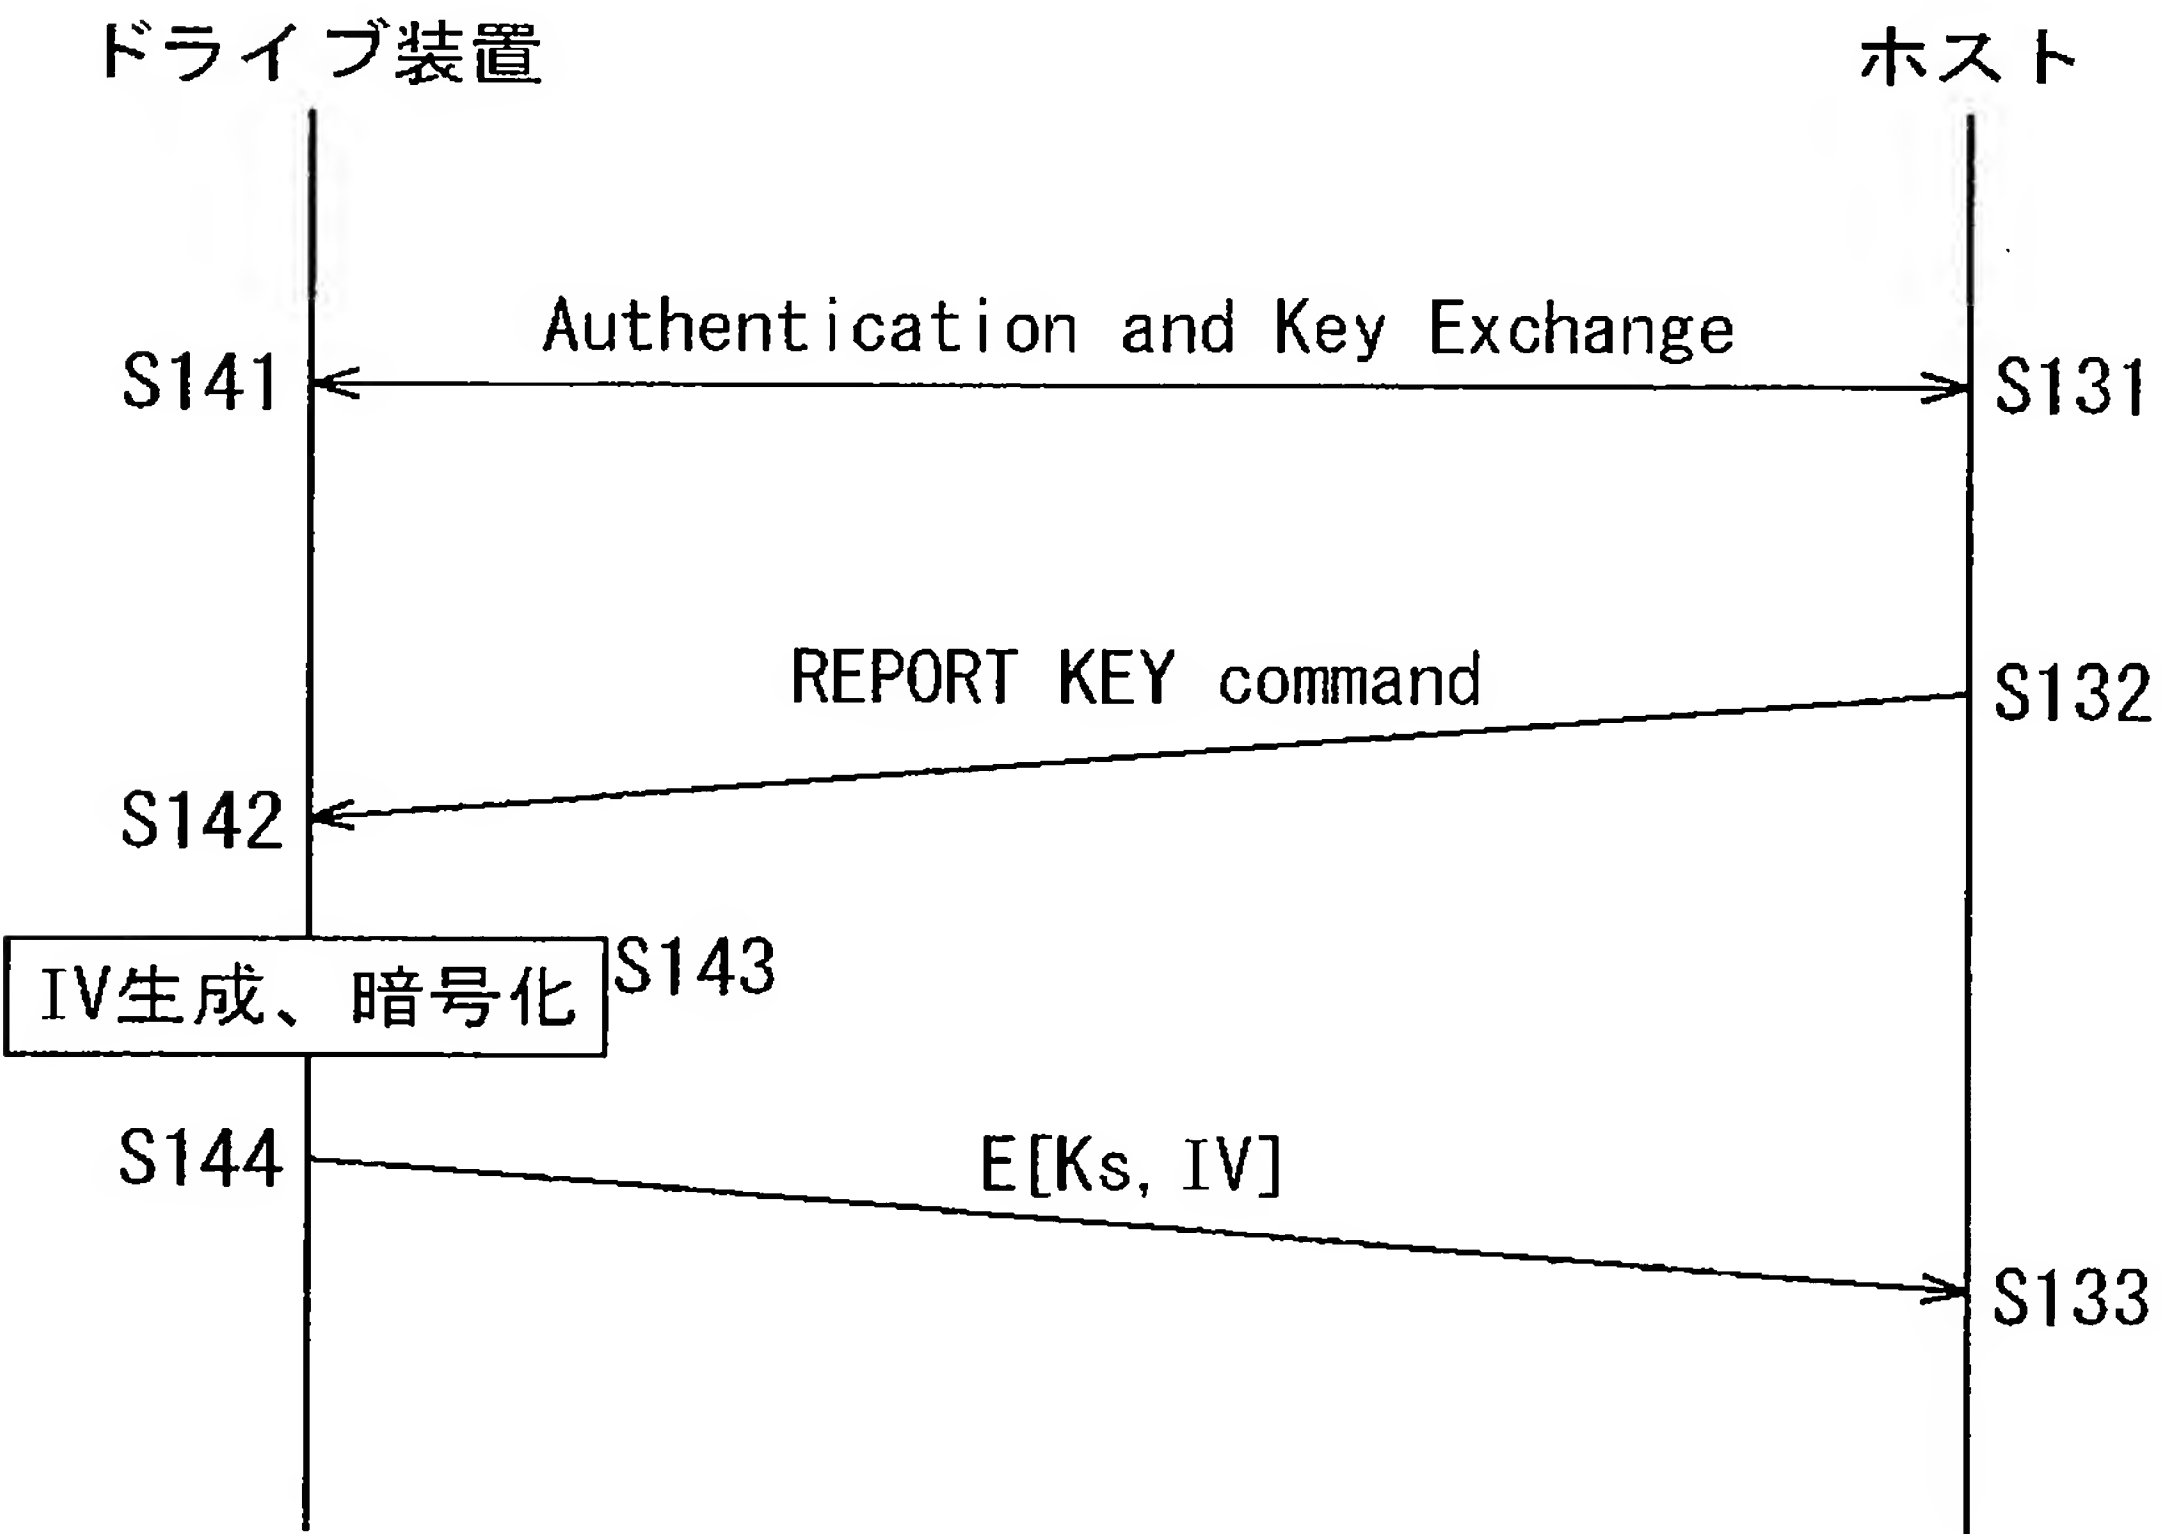 ドライブ装置
ホスト
Authentication and Key Exchange
S141
S131
REPORT KEY command
S132
S142
S143
IV生成、暗号化
S144
E[Ks, IV]
S133